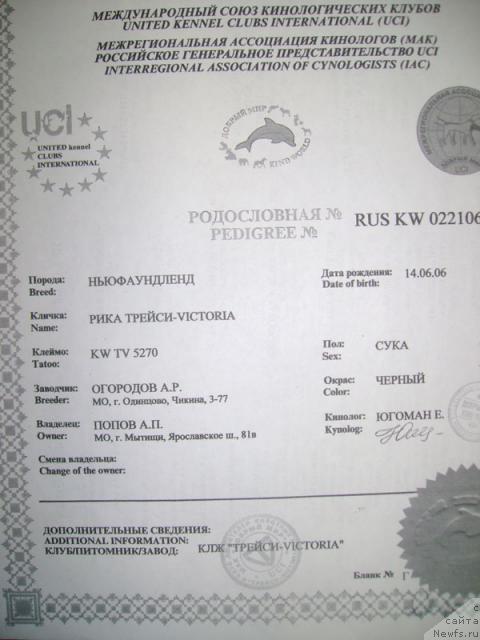 МЕЖДУНАРОДНЫЙ СОЮЗ КИНОЛОГИЧЕСКИХ КЛУБОВ
UNITED KENNEL CLUBS INTERNATIONAL (UCI)
МЕЖРЕГИОНАЛЬНАЯ АССОЦИАЦИЯ КИНОЛОГОВ (МАК)
РОССИЙСКОЕ ГЕНЕРАЛЬНОЕ ПРЕДСТАВИТЕЛЬСТВО UCI
INTERREGIONAL ASSOCIATION OF CYNOLOGISTS (IAC)
uci
UNITED kennel
CLUBS
INTERNATIONAL
ДОБРЫЙ МИР
KIND WORLD
UCI
РОДОСЛОВНАЯ №
PEDIGREE №
RUS KW 022106
Порода: НЬЮФАУНДЛЕНД
Breed:
Дата рождения: 14.06.06
Date of birth:
Кличка: РИКА ТРЕЙСИ-VICTORIA
Name:
Клеймо: KW TV 5270
Tatoo:
Пол: СУКА
Sex:
Заводчик: ОГОРОДОВ А.Р.
Breeder: МО, г. Одинцово, Чикина, 3-77
Окрас: ЧЕРНЫЙ
Color:
Владелец: ПОПОВ А.П.
Owner: МО, г. Мытищи, Ярославское ш., 81в
Кинолог: ЮГОМАН Е.
Kynolog:
Смена владельца:
Change of the owner:
ДОПОЛНИТЕЛЬНЫЕ СВЕДЕНИЯ:
ADDITIONAL INFORMATION:
КЛУБ/ПИТОМНИК/ЗАВОД: КЛЖ "ТРЕЙСИ-VICTORIA"
Бланк № Г
с
сайта
Newfs.ru